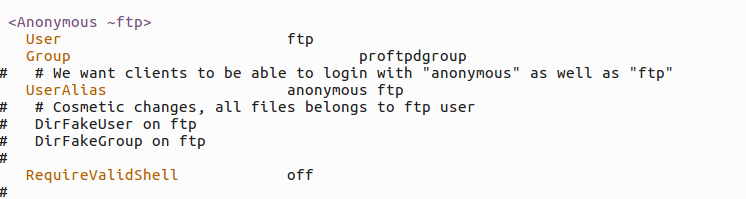 <Anonymous ~ftp>
User ftp
Group proftpdgroup
# # We want clients to be able to login with "anonymous" as well as "ftp"
UserAlias anonymous ftp
# # Cosmetic changes, all files belongs to ftp user
# DirFakeUser on ftp
# DirFakeGroup on ftp
#
RequireValidShell off
#